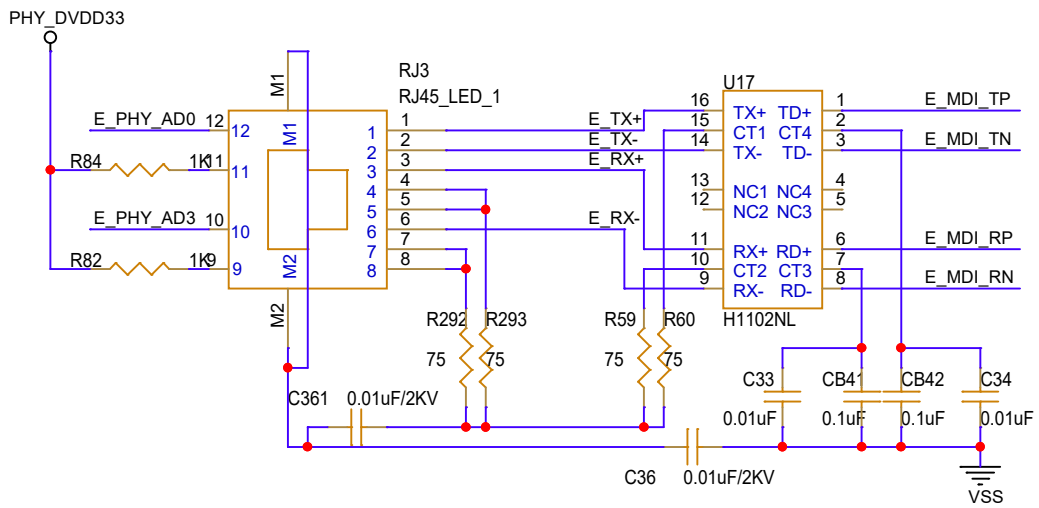 PHY_DVDD33
RJ3
RJ45_LED_1
U17
H1102NL
M1
M1
M2
M2
E_PHY_AD0
12
12
R84
1K
11
11
E_PHY_AD3
10
10
R82
1K
9
9
1
1
2
2
3
3
4
4
5
5
6
6
7
7
8
8
E_TX+
E_TX-
E_RX+
E_RX-
16
TX+
TD+
1
E_MDI_TP
15
CT1
CT4
2
14
TX-
TD-
3
E_MDI_TN
13
NC1
NC4
4
12
NC2
NC3
5
11
RX+
RD+
6
E_MDI_RP
10
CT2
CT3
7
9
RX-
RD-
8
E_MDI_RN
R292
75
R293
75
R59
75
R60
75
C361
0.01uF/2KV
C36
0.01uF/2KV
C33
0.01uF
CB41
0.1uF
CB42
0.1uF
C34
0.01uF
VSS